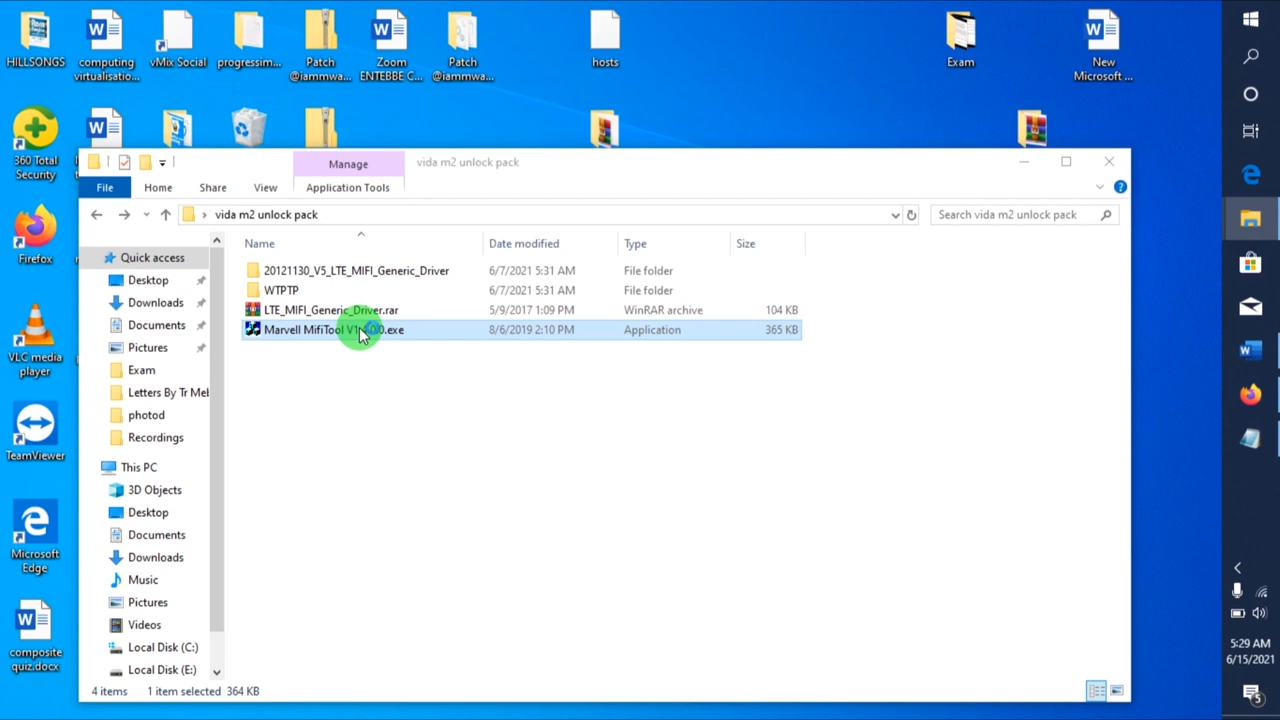 HILLSONGS
computing
virtualisatio...
vMix Social
progressim...
Patch
@iammwa...
Zoom
ENTEBBE C...
Patch
@iammwa...
hosts
Exam
New
Microsoft ...
360 Total
Security
Firefox
VLC media
player
TeamViewer
Microsoft
Edge
composite
quiz.docx
Manage
vida m2 unlock pack
File
Home
Share
View
Application Tools
vida m2 unlock pack
Search vida m2 unlock pack
Name
Date modified
Type
Size
20121130_V5_LTE_MIFI_Generic_Driver
6/7/2021 5:31 AM
File folder
WTPTP
6/7/2021 5:31 AM
File folder
LTE_MIFI_Generic_Driver.rar
5/9/2017 1:09 PM
WinRAR archive
104 KB
Marvell MifiTool
8/6/2019 2:10 PM
Application
365 KB
Quick access
Desktop
Downloads
Documents
Pictures
Exam
Letters By Tr Meb
photod
Recordings
This PC
3D Objects
Desktop
Documents
Downloads
Music
Pictures
Videos
Local Disk (C:)
Local Disk (E:)
4 items
1 item selected 364 KB
5:29 AM
6/15/2021
5